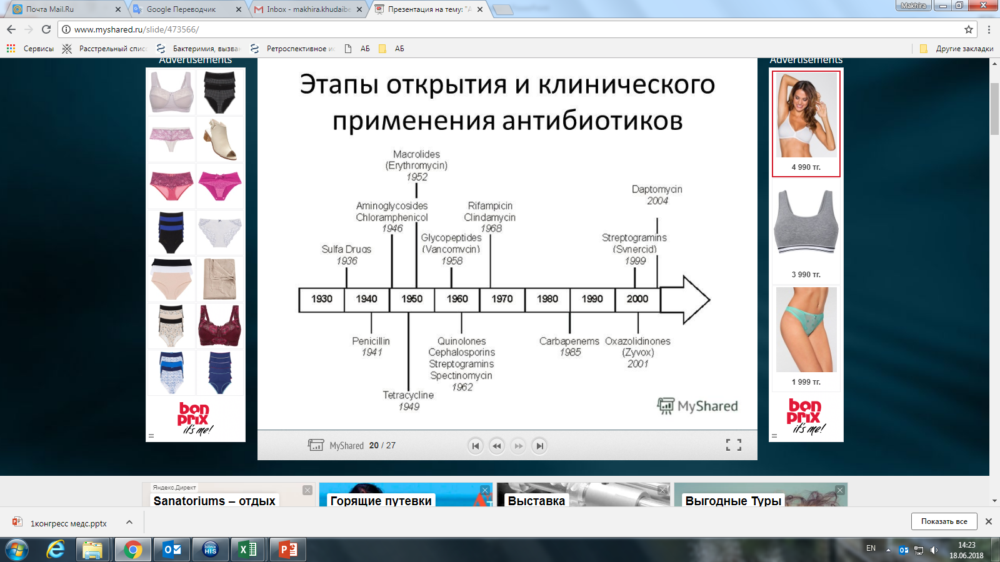 Почта Mail.Ru
Google Переводчик
Inbox - makhira.khudaibe
Презентация на тему: "А
Makhira
www.myshared.ru/slide/473566/
Сервисы
Расстрельный спис
Бактеримия, вызван
Ретроспективное ис
АБ
АБ
Другие закладки
Advertisements
Advertisements
Этапы открытия и клинического
применения антибиотиков
Macrolides
(Erythromycin)
1952
Daptomycin
2004
Aminoglycosides
Chloramphenicol
1946
Rifampicin
Clindamycin
1968
Glycopeptides
(Vancomycin)
1958
Streptogramins
(Synercid)
1999
Sulfa Drugs
1936
1930 1940 1950 1960 1970 1980 1990 2000
Penicillin
1941
Quinolones
Cephalosporins
Streptogramins
Spectinomycin
1962
Carbapenems
1985
Oxazolidinones
(Zyvox)
2001
Tetracycline
1949
MyShared
MyShared 20 / 27
bon
prix
it's me!
4 990 тг.
3 990 тг.
1 999 тг.
bon
prix
it's me!
Яндекс.Директ
Sanatoriums – отдых
Горящие путевки
Выставка
Выгодные Туры
1конгресс медс.pptx
Показать все
bitnix
HIS
EN
14:23
18.06.2018